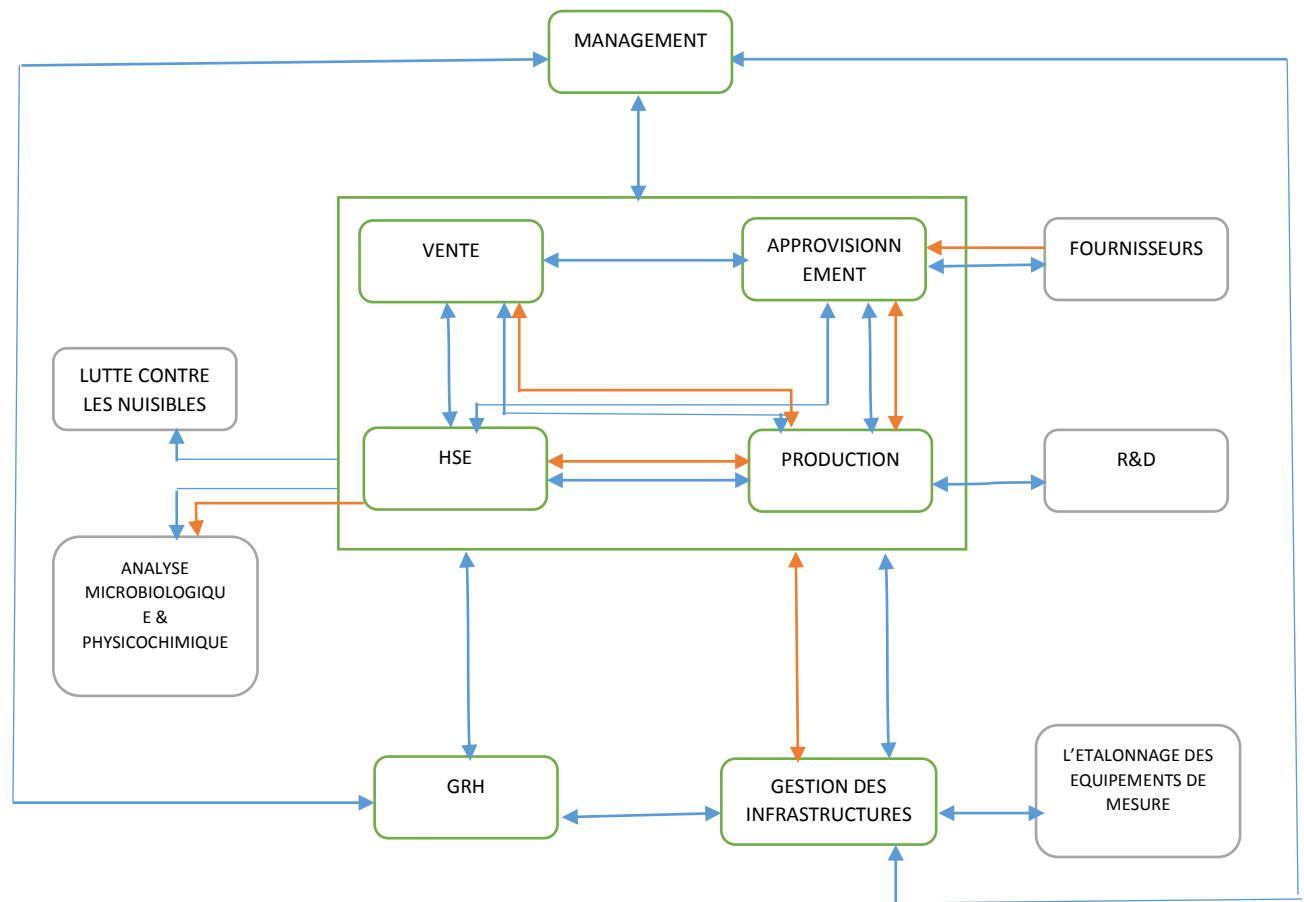 MANAGEMENT
VENTE
APPROVISIONN
EMENT
FOURNISSEURS
LUTTE CONTRE
LES NUISIBLES
HSE
PRODUCTION
R&D
ANALYSE
MICROBIOLOGIQU
E &
PHYSICOCHIMIQUE
GRH
GESTION DES
INFRASTRUCTURES
L'ETALONNAGE DES
EQUIPEMENTS DE
MESURE